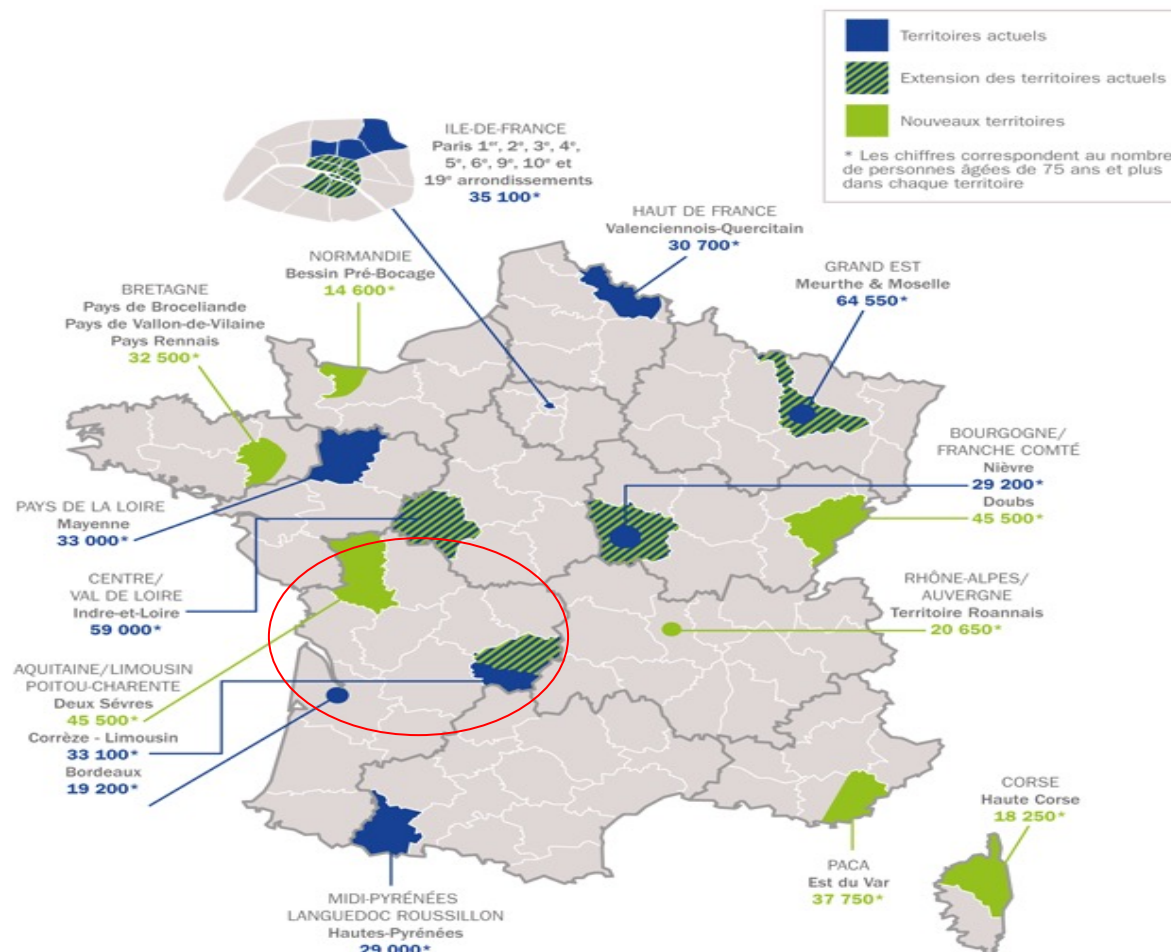 Territoires actuels
Extension des territoires actuels
Nouveaux territoires
* Les chiffres correspondent au nombre
de personnes âgées de 75 ans et plus
dans chaque territoire
ILE-DE-FRANCE
Paris 1er, 2e, 3e, 4e,
5e, 6e, 9e, 10e et
19e arrondissements
35 100*
HAUT DE FRANCE
Valenciennois-Quercitain
30 700*
NORMANDIE
Bessin Pré-Bocage
14 600*
GRAND EST
Meurthe & Moselle
64 550*
BRETAGNE
Pays de Broceliande
Pays de Vallon-de-Vilaine
Pays Rennais
32 500*
BOURGOGNE/
FRANCHE COMTÉ
Nièvre
29 200*
Doubs
45 500*
PAYS DE LA LOIRE
Mayenne
33 000*
CENTRE/
VAL DE LOIRE
Indre-et-Loire
59 000*
RHÔNE-ALPES/
AUVERGNE
Territoire Roannais
20 650*
AQUITAINE/LIMOUSIN
POITOU-CHARENTE
Deux Sévres
45 500*
Corrèze - Limousin
33 100*
Bordeaux
19 200*
CORSE
Haute Corse
18 250*
PACA
Est du Var
37 750*
MIDI-PYRÉNÉES
LANGUEDOC ROUSSILLON
Hautes-Pyrénées
29 000*